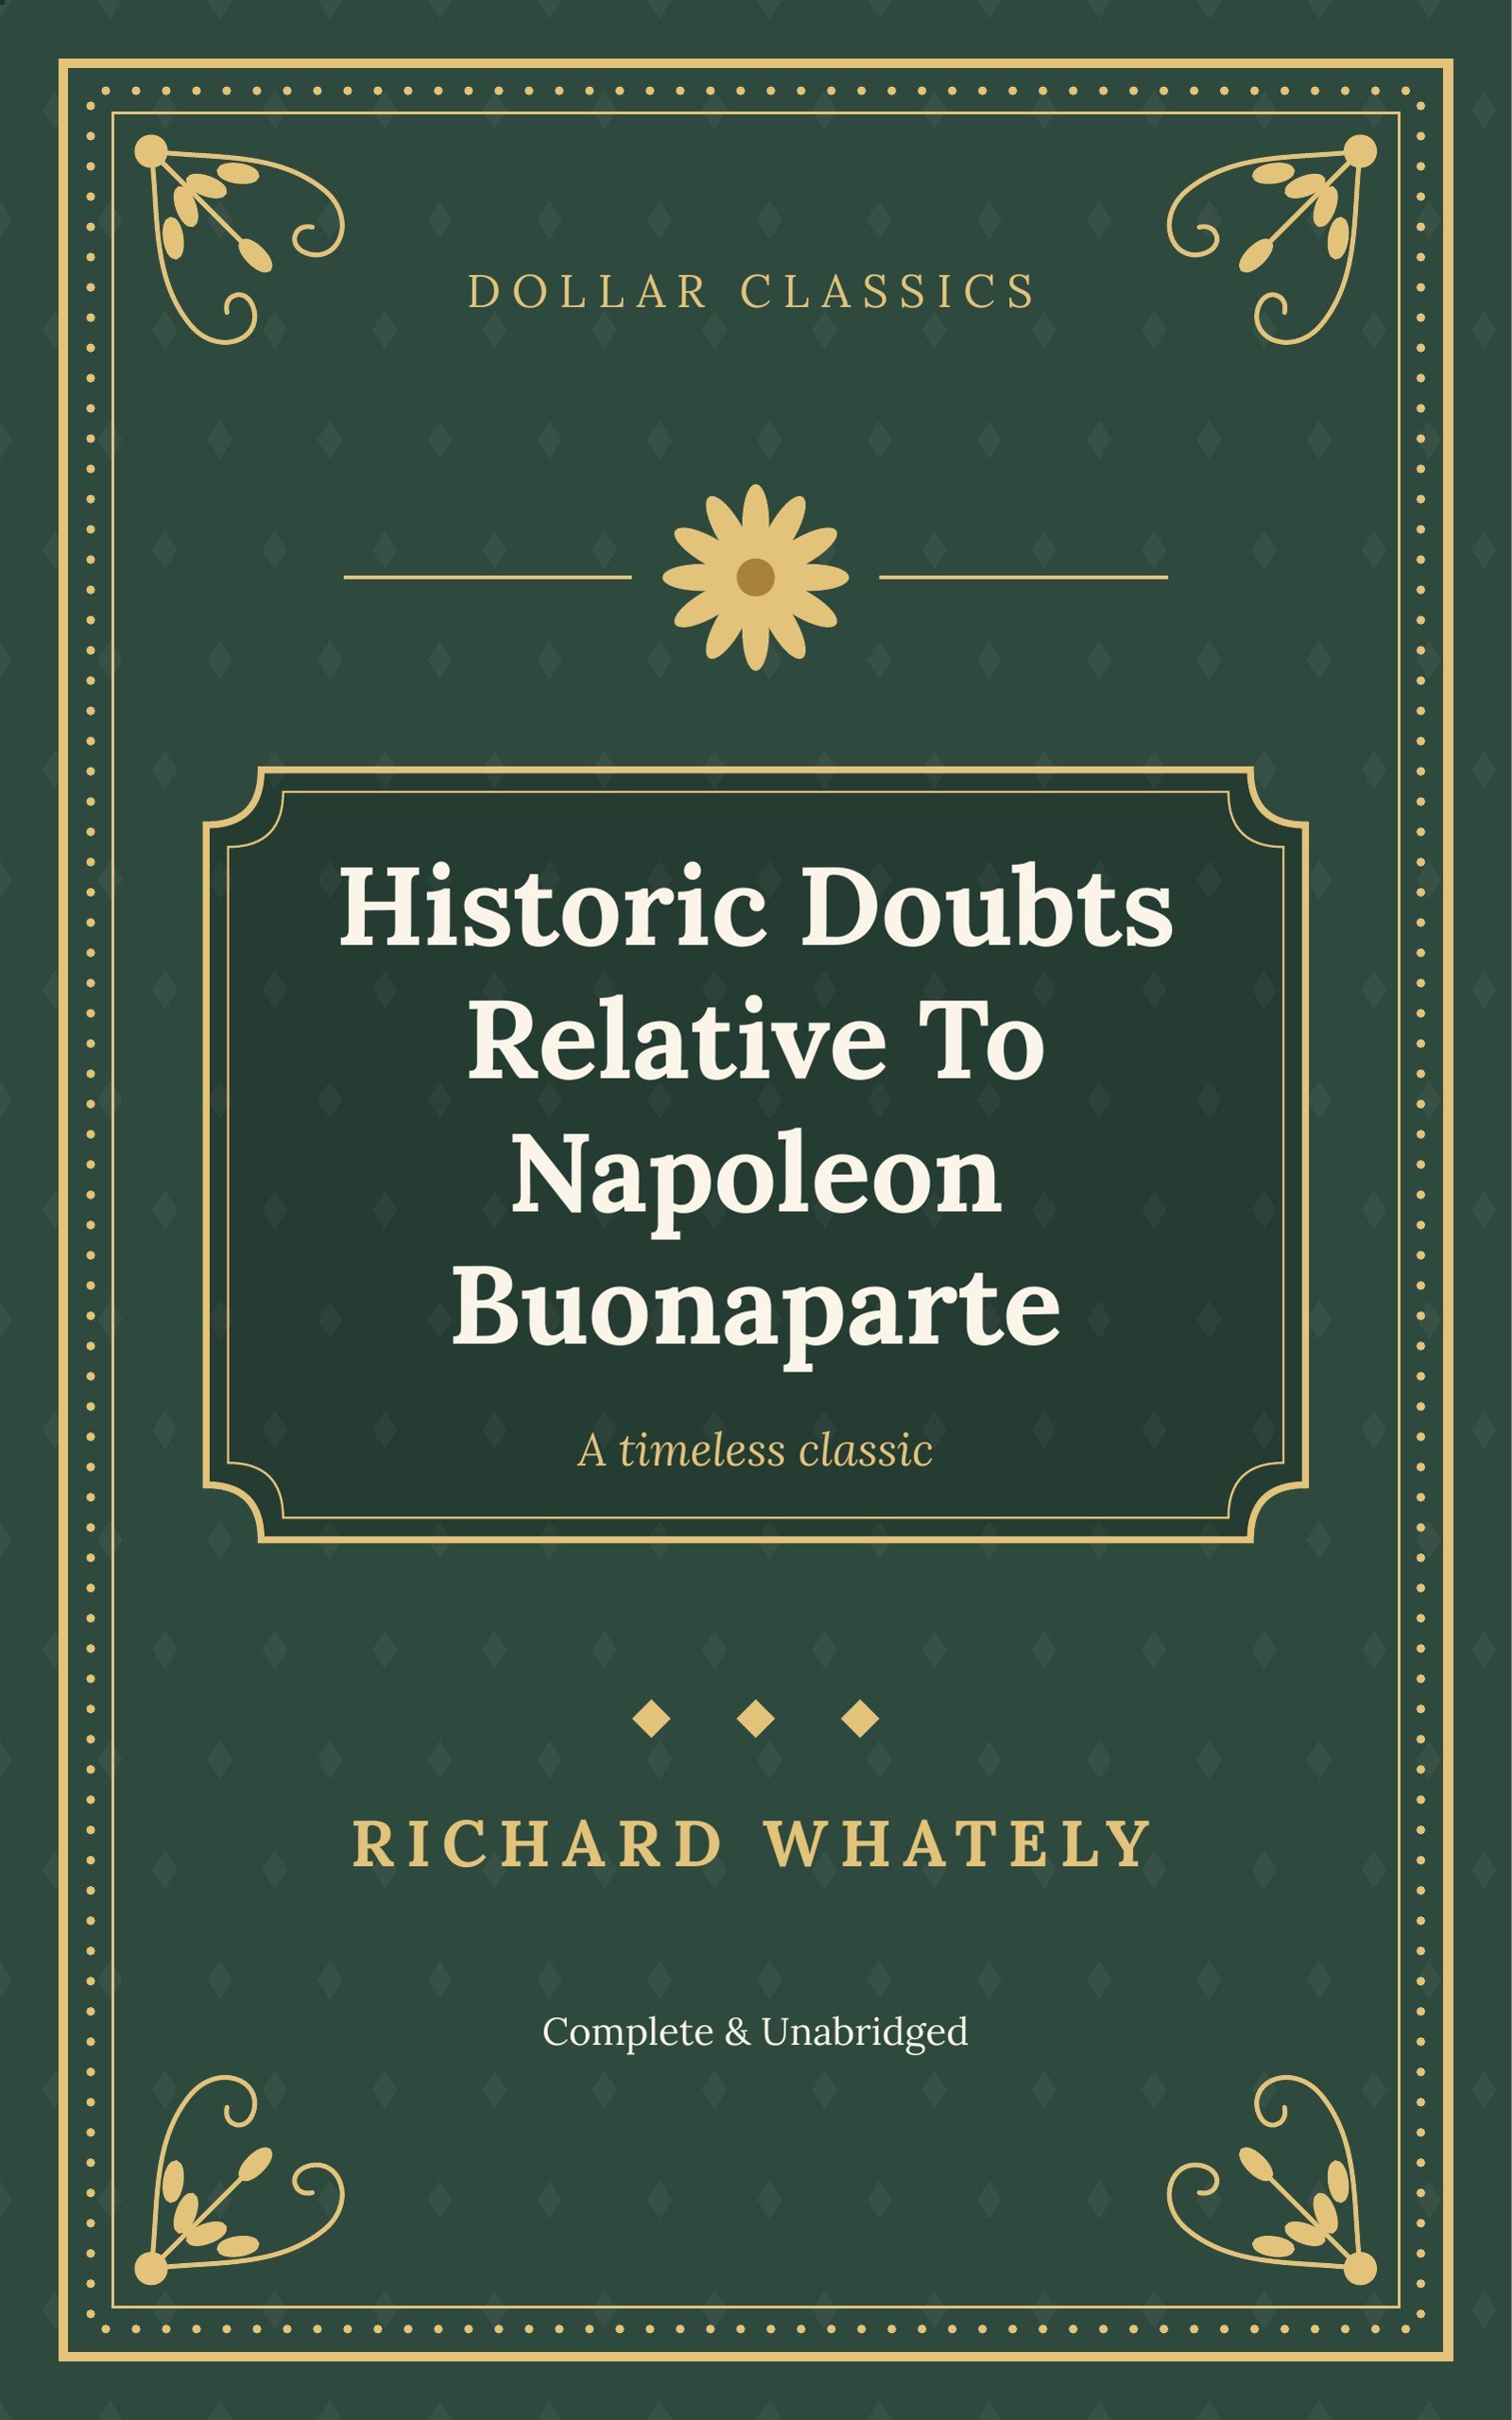 DOLLAR CLASSICS
Historic Doubts
Relative To
Napoleon
Buonaparte
A timeless classic
RICHARD WHATELY
Complete & Unabridged